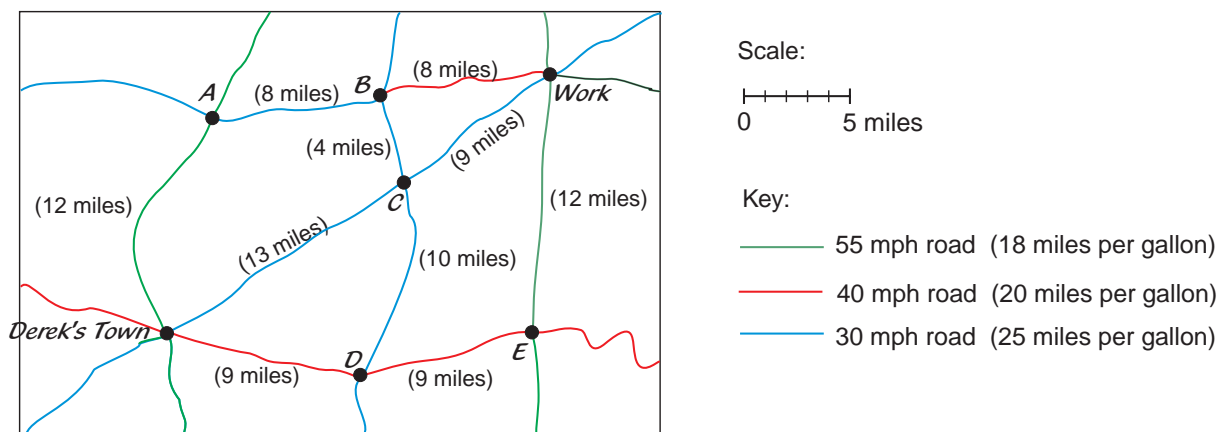 A
(8 miles)
B
(8 miles)
Work
(4 miles)
(9 miles)
C
(12 miles)
(13 miles)
(12 miles)
(10 miles)
Derek's Town
D
E
(9 miles)
(9 miles)
Scale:
0 5 miles
Key:
55 mph road (18 miles per gallon)
40 mph road (20 miles per gallon)
30 mph road (25 miles per gallon)